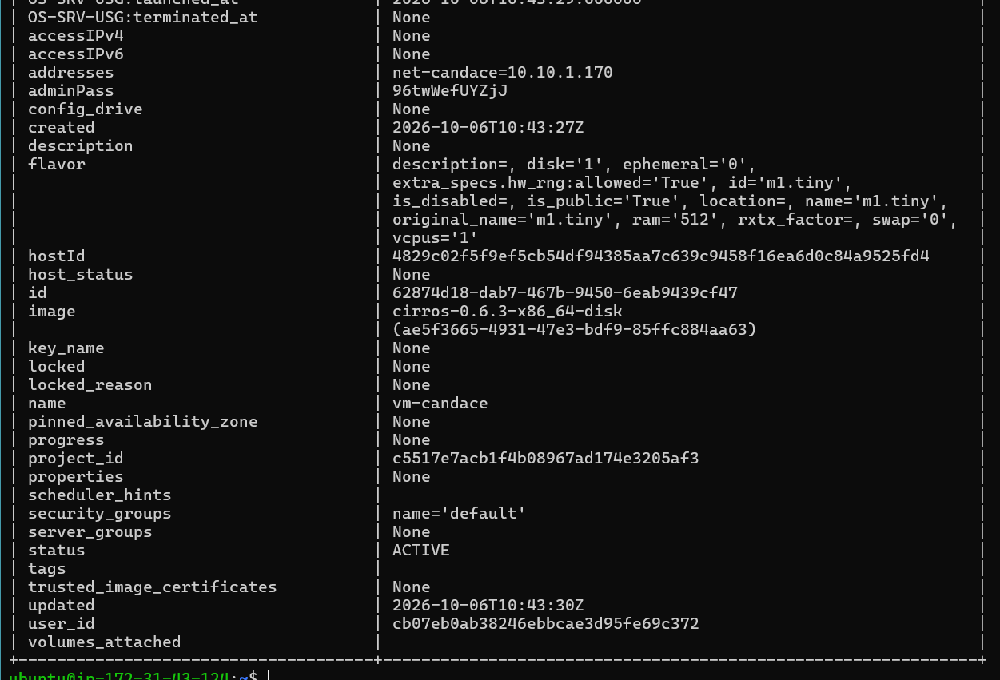 | OS-SRV-USG:launched_at | 2026-10-06T10:43:29.000000 |
| OS-SRV-USG:terminated_at | None |
| accessIPv4 | None |
| accessIPv6 | None |
| addresses | net-candace=10.10.1.170 |
| adminPass | 96twWefUYZjJ |
| config_drive | None |
| created | 2026-10-06T10:43:27Z |
| description | None |
| flavor | description=, disk='1', ephemeral='0', |
| | extra_specs.hw_rng:allowed='True', id='m1.tiny', |
| | is_disabled=, is_public='True', location=, name='m1.tiny', |
| | original_name='m1.tiny', ram='512', rxtx_factor=, swap='0', |
| | vcpus='1' |
| hostId | 4829c02f5f9ef5cb54df94385aa7c639c9458f16ea6d0c84a9525fd4 |
| host_status | None |
| id | 62874d18-dab7-467b-9450-6eab9439cf47 |
| image | cirros-0.6.3-x86_64-disk |
| | (ae5f3665-4931-47e3-bdf9-85ffc884aa63) |
| key_name | None |
| locked | None |
| locked_reason | None |
| name | vm-candace |
| pinned_availability_zone | None |
| progress | None |
| project_id | c5517e7acb1f4b08967ad174e3205af3 |
| properties | None |
| scheduler_hints | |
| security_groups | name='default' |
| server_groups | None |
| status | ACTIVE |
| tags | |
| trusted_image_certificates | None |
| updated | 2026-10-06T10:43:30Z |
| user_id | cb07eb0ab38246ebbcae3d95fe69c372 |
| volumes_attached | |
ubuntu@ip-172-31-43-124:~$